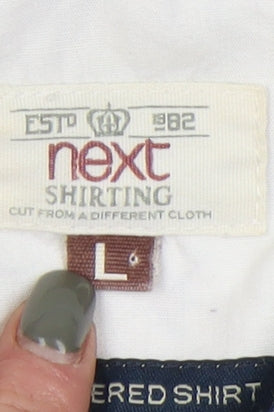 ESTD 1982
next
SHIRTING
CUT FROM A DIFFERENT CLOTH
L
ERED SHIRT